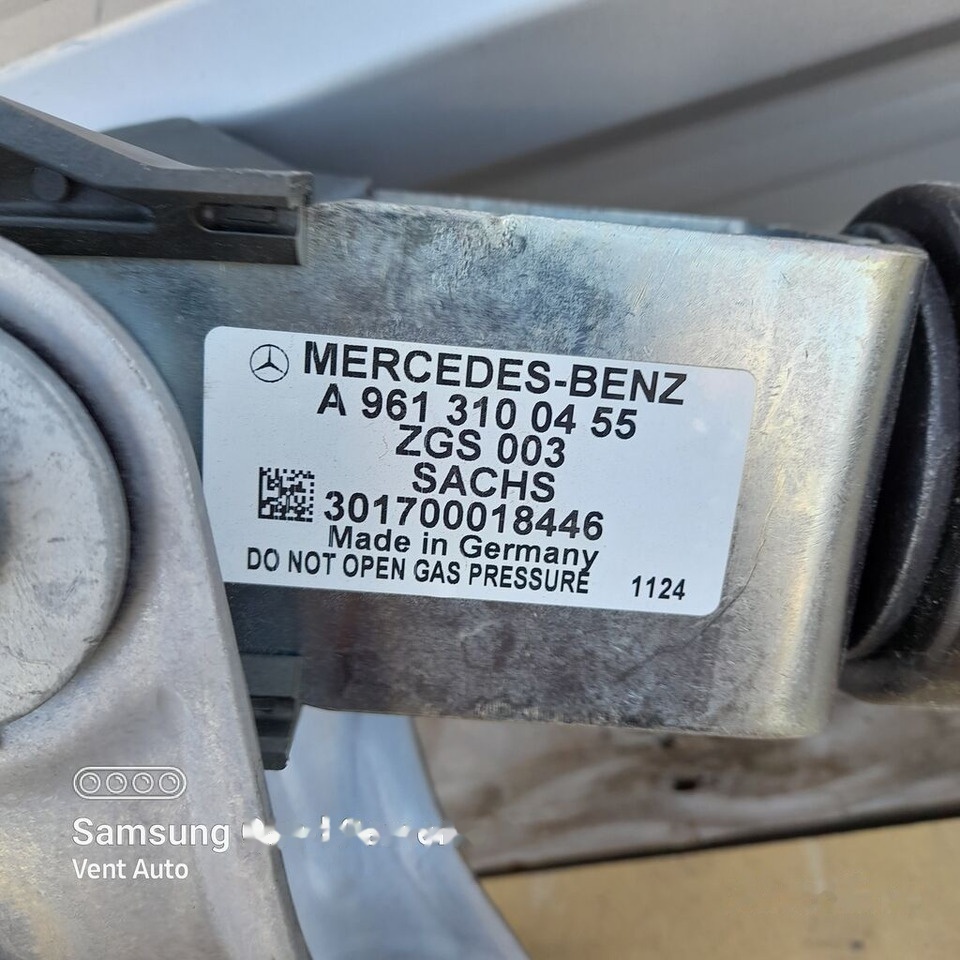 MERCEDES-BENZ
A 961 310 04 55
ZGS 003
SACHS
301700018446
Made in Germany
DO NOT OPEN GAS PRESSURE 1124
Samsung
Vent Auto